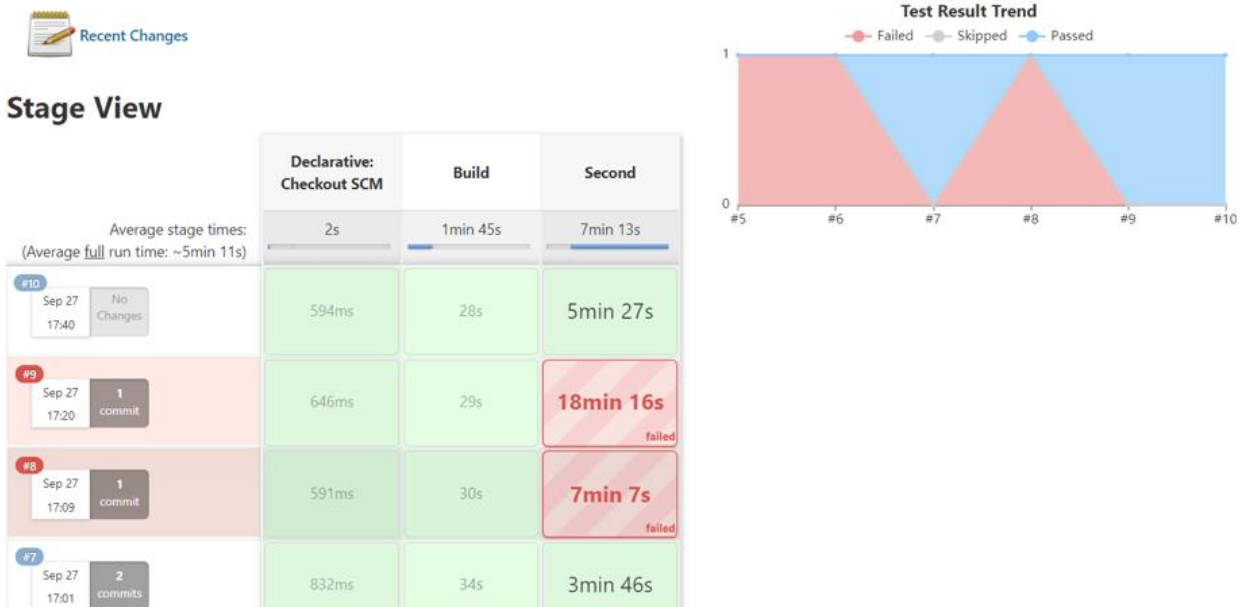 Recent Changes
Stage View
Declarative:
Checkout SCM
Build
Second
Average stage times:
(Average full run time: ~5min 11s)
2s
1min 45s
7min 13s
#10
Sep 27
17:40
No
Changes
594ms
28s
5min 27s
#9
Sep 27
17:20
1
commit
646ms
29s
18min 16s
failed
#8
Sep 27
17:09
1
commit
591ms
30s
7min 7s
failed
#7
Sep 27
17:01
2
commits
832ms
34s
3min 46s
Test Result Trend
Failed Skipped Passed
1
0
#5 #6 #7 #8 #9 #10